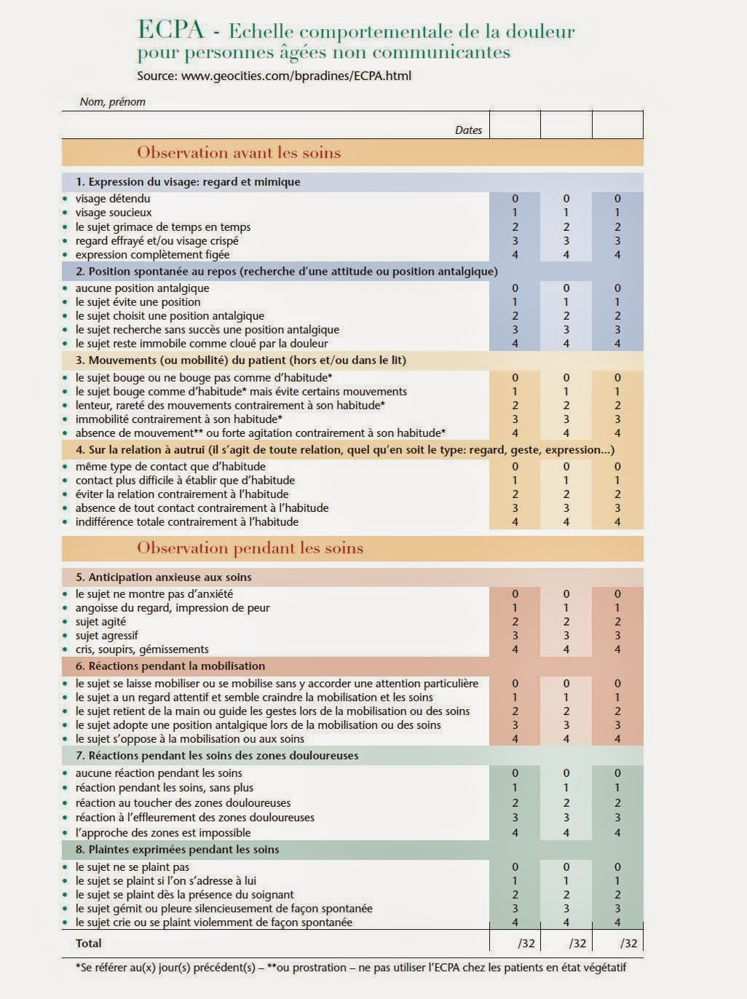 ECPA - Echelle comportementale de la douleur
pour personnes âgées non communicantes
Source: www.geocities.com/bpradines/ECPA.html
Nom, prénom
Dates
Observation avant les soins
1. Expression du visage: regard et mimique
• visage détendu 0 0 0
• visage soucieux 1 1 1
• le sujet grimace de temps en temps 2 2 2
• regard effrayé et/ou visage crispé 3 3 3
• expression complètement figée 4 4 4
2. Position spontanée au repos (recherche d’une attitude ou position antalgique)
• aucune position antalgique 0 0 0
• le sujet évite une position 1 1 1
• le sujet choisit une position antalgique 2 2 2
• le sujet recherche sans succès une position antalgique 3 3 3
• le sujet reste immobile comme cloué par la douleur 4 4 4
3. Mouvements (ou mobilité) du patient (hors et/ou dans le lit)
• le sujet bouge ou ne bouge pas comme d’habitude* 0 0 0
• le sujet bouge comme d’habitude* mais évite certains mouvements 1 1 1
• lenteur, rareté des mouvements contrairement à son habitude* 2 2 2
• immobilité contrairement à son habitude* 3 3 3
• absence de mouvement** ou forte agitation contrairement à son habitude* 4 4 4
4. Sur la relation à autrui (il s’agit de toute relation, quel qu’en soit le type: regard, geste, expression...)
• même type de contact que d’habitude 0 0 0
• contact plus difficile à établir que d’habitude 1 1 1
• éviter la relation contrairement à l’habitude 2 2 2
• absence de tout contact contrairement à l’habitude 3 3 3
• indifférence totale contrairement à l’habitude 4 4 4
Observation pendant les soins
5. Anticipation anxieuse aux soins
• le sujet ne montre pas d’anxiété 0 0 0
• angoisse du regard, impression de peur 1 1 1
• sujet agité 2 2 2
• sujet agressif 3 3 3
• cris, soupirs, gémissements 4 4 4
6. Réactions pendant la mobilisation
• le sujet se laisse mobiliser ou se mobilise sans y accorder une attention particulière 0 0 0
• le sujet a un regard attentif et semble craindre la mobilisation et les soins 1 1 1
• le sujet retient de la main ou guide les gestes lors de la mobilisation ou des soins 2 2 2
• le sujet adopte une position antalgique lors de la mobilisation ou des soins 3 3 3
• le sujet s’oppose à la mobilisation ou aux soins 4 4 4
7. Réactions pendant les soins des zones douloureuses
• aucune réaction pendant les soins 0 0 0
• réaction pendant les soins, sans plus 1 1 1
• réaction au toucher des zones douloureuses 2 2 2
• réaction à l’effleurement des zones douloureuses 3 3 3
• l’approche des zones est impossible 4 4 4
8. Plaintes exprimées pendant les soins
• le sujet ne se plaint pas 0 0 0
• le sujet se plaint si l’on s’adresse à lui 1 1 1
• le sujet se plaint dès la présence du soignant 2 2 2
• le sujet gémit ou pleure silencieusement de façon spontanée 3 3 3
• le sujet crie ou se plaint violemment de façon spontanée 4 4 4
Total /32 /32 /32
*Se référer au(x) jour(s) précédent(s) – **ou prostration – ne pas utiliser l’ECPA chez les patients en état végétatif